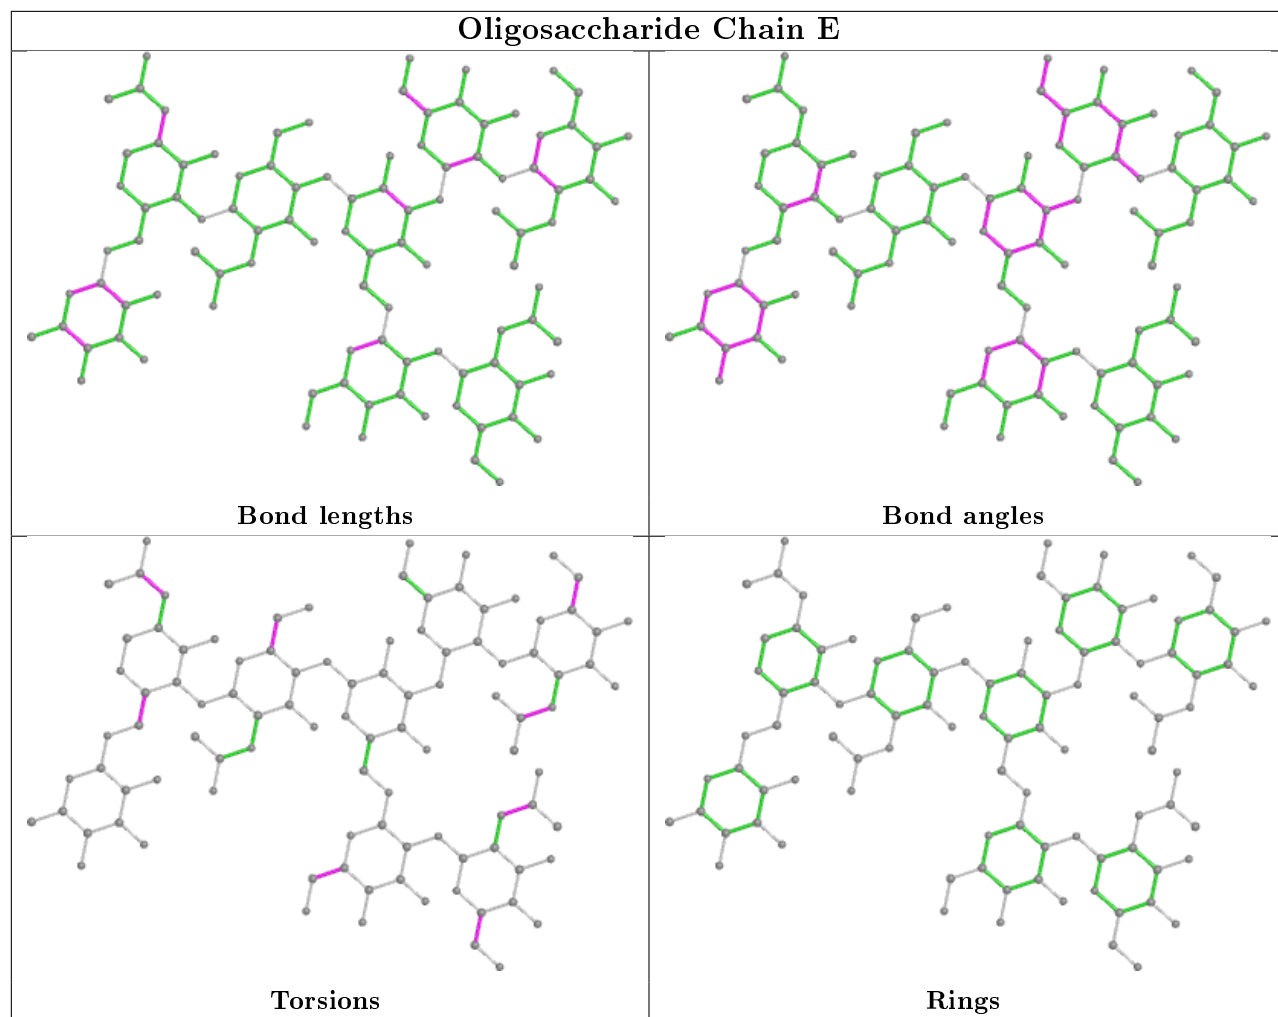 Oligosaccharide Chain E
Bond lengths
Bond angles
Torsions
Rings